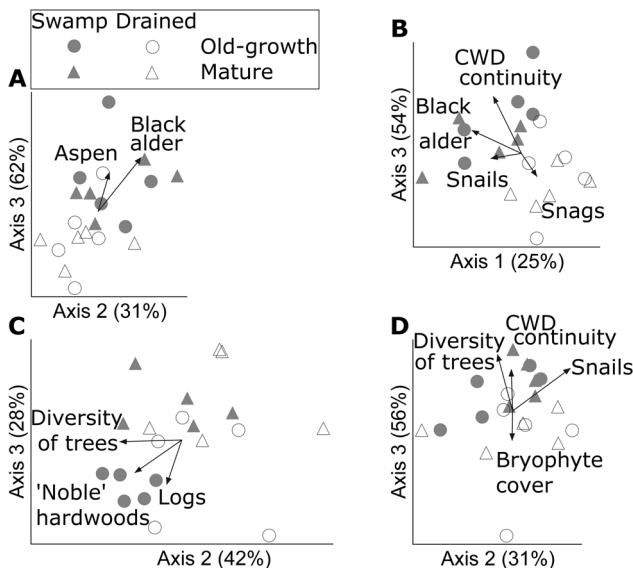 Swamp Drained
Old-growth
Mature
A
Black
alder
Aspen
Axis 3 (62%)
Axis 2 (31%)
B
CWD
continuity
Black
alder
Snails
Snags
Axis 3 (54%)
Axis 1 (25%)
C
Diversity
of trees
'Noble'
hardwoods
Logs
Axis 3 (28%)
Axis 2 (42%)
D
CWD
continuity
Diversity
of trees
Snails
Bryophyte
cover
Axis 3 (56%)
Axis 2 (31%)